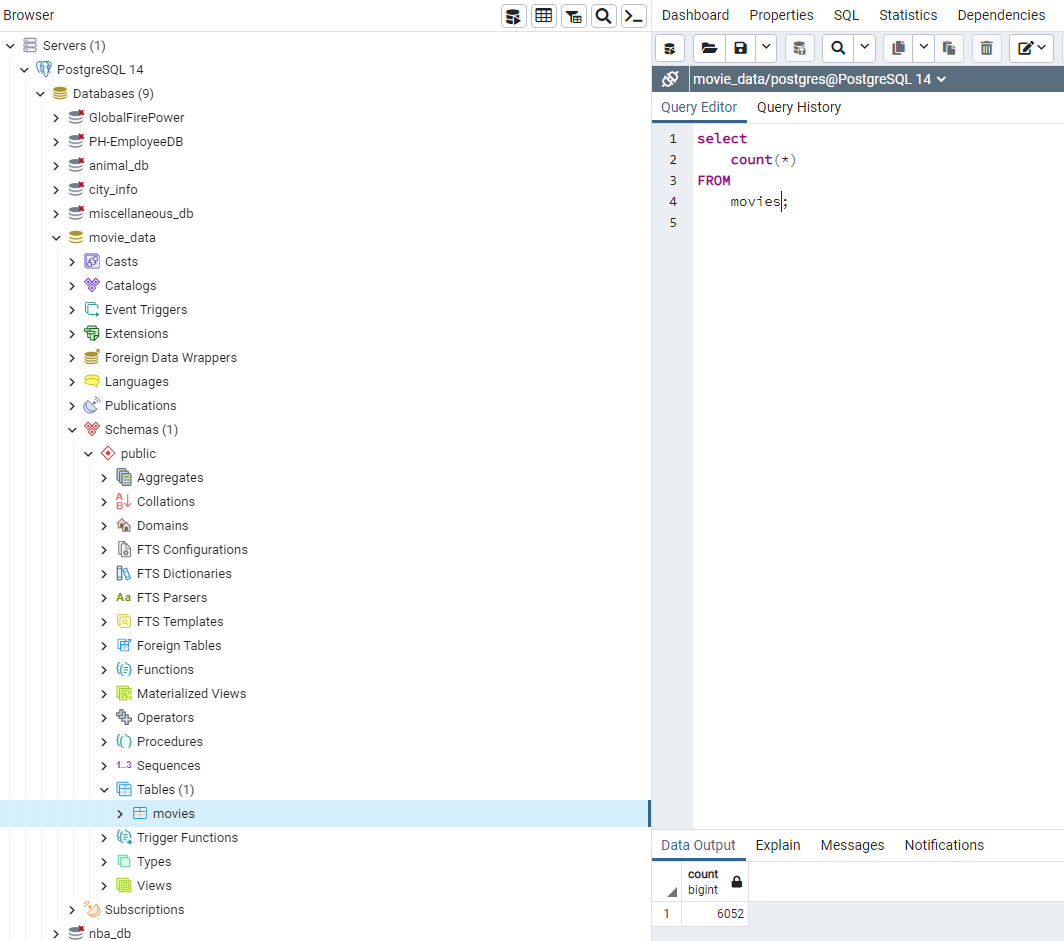 Browser
Servers (1)
PostgreSQL 14
Databases (9)
GlobalFirePower
PH-EmployeeDB
animal_db
city_info
miscellaneous_db
movie_data
Casts
Catalogs
Event Triggers
Extensions
Foreign Data Wrappers
Languages
Publications
Schemas (1)
public
Aggregates
Collations
Domains
FTS Configurations
FTS Dictionaries
Aa FTS Parsers
FTS Templates
Foreign Tables
Functions
Materialized Views
Operators
Procedures
1..3 Sequences
Tables (1)
movies
Trigger Functions
Types
Views
Subscriptions
nba_db
Dashboard Properties SQL Statistics Dependencies
movie_data/postgres@PostgreSQL 14
Query Editor Query History
1 select
2 count(*)
3 FROM
4 movies;
5
Data Output Explain Messages Notifications
count
bigint
1 6052